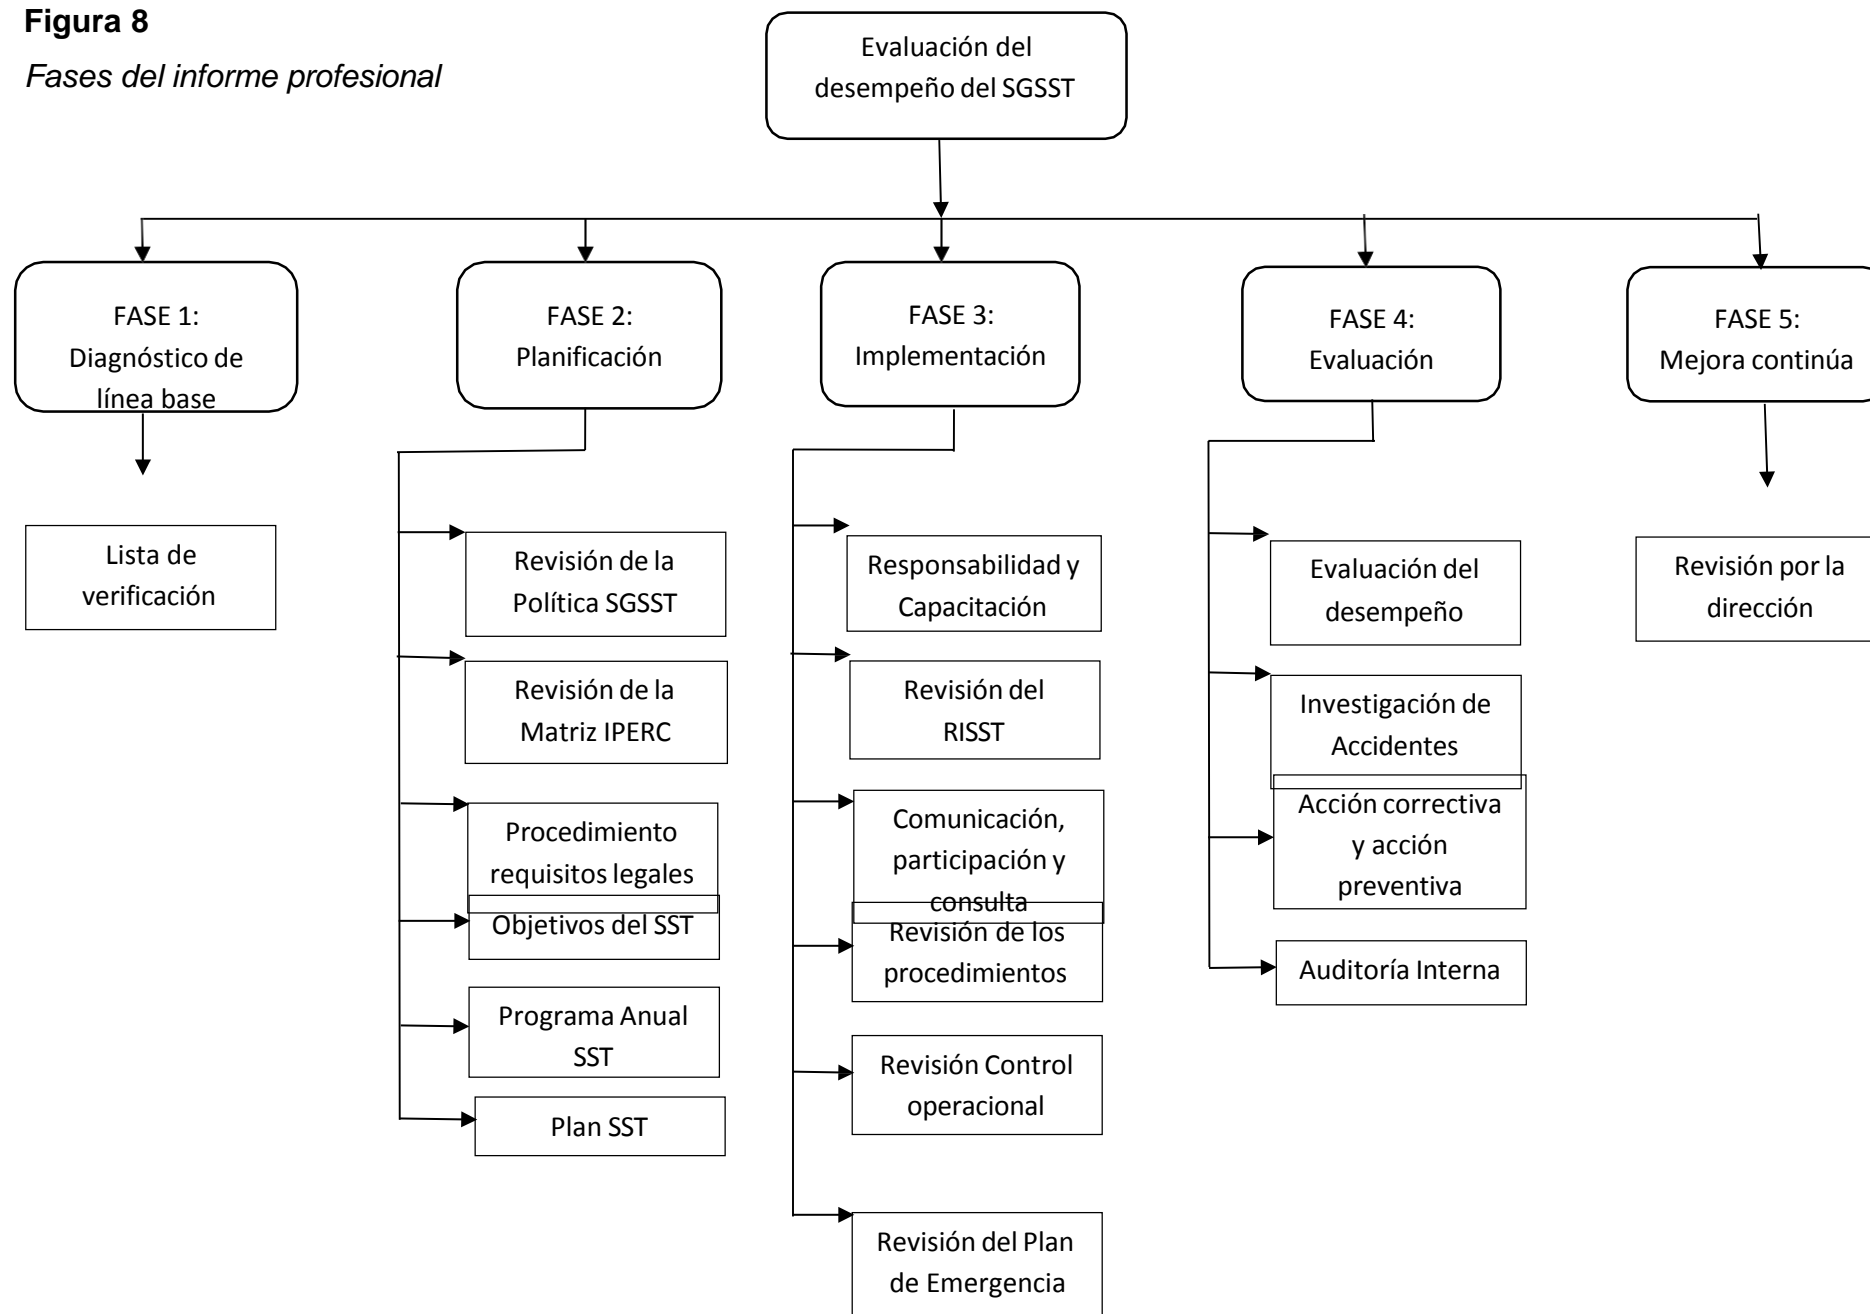 Figura 8
Fases del informe profesional
Evaluación del
desempeño del SGSST
FASE 1:
Diagnóstico de
línea base
Lista de
verificación
FASE 2:
Planificación
Revisión de la
Política SGSST
Revisión de la
Matriz IPERC
Procedimiento
requisitos legales
Objetivos del SST
Programa Anual
SST
Plan SST
FASE 3:
Implementación
Responsabilidad y
Capacitación
Revisión del
RISST
Comunicación,
participación y
consulta
Revisión de los
procedimientos
Revisión Control
operacional
Revisión del Plan
de Emergencia
FASE 4:
Evaluación
Evaluación del
desempeño
Investigación de
Accidentes
Acción correctiva
y acción
preventiva
Auditoría Interna
FASE 5:
Mejora continúa
Revisión por la
dirección